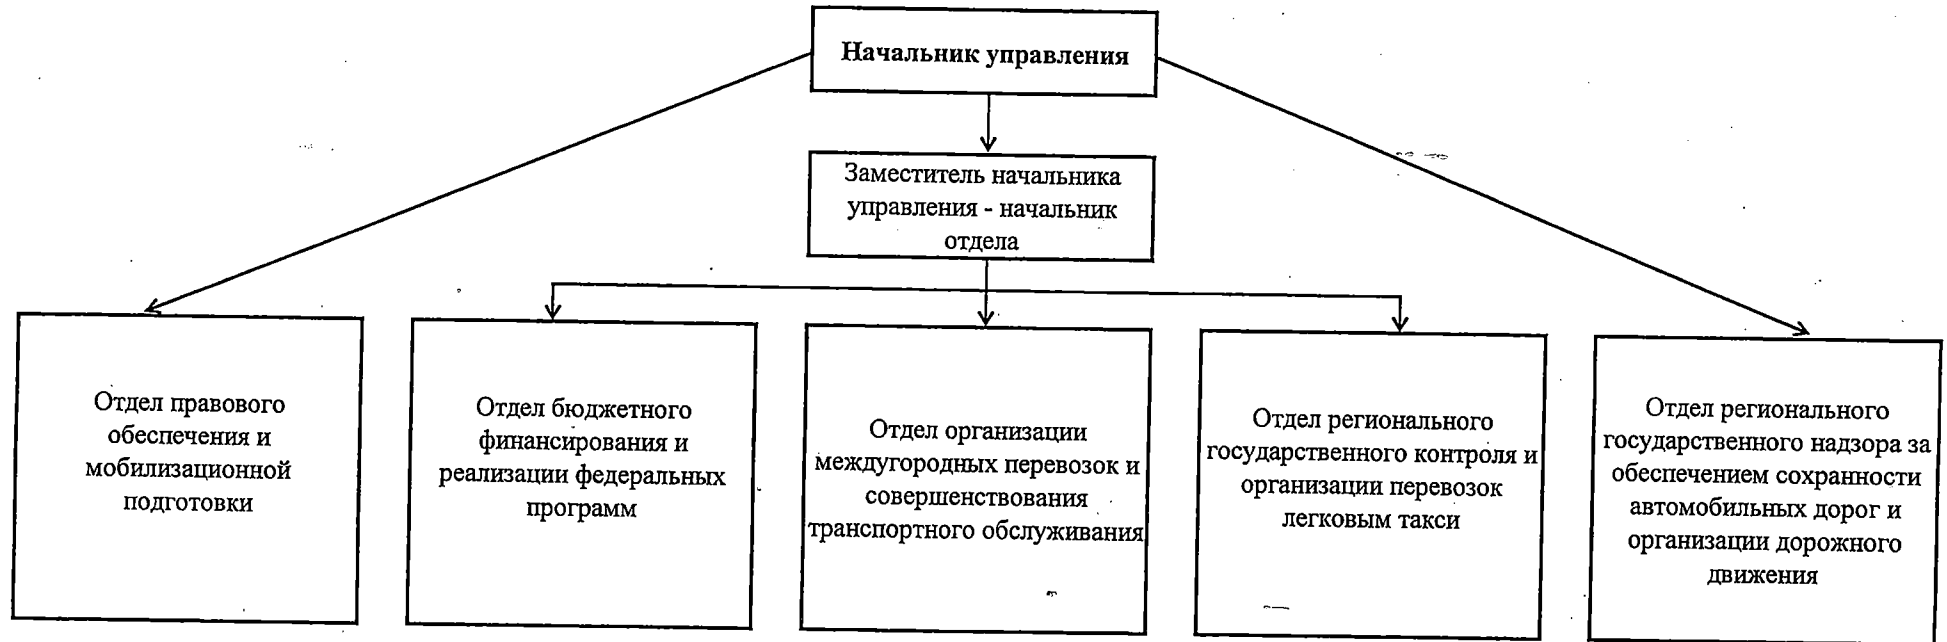 Начальник управления
Заместитель начальника
управления - начальник
отдела
Отдел правового
обеспечения и
мобилизационной
подготовки
Отдел бюджетного
финансирования и
реализации федеральных
программ
Отдел организации
междугородных перевозок и
совершенствования
транспортного обслуживания
Отдел регионального
государственного контроля и
организации перевозок
легковым такси
Отдел регионального
государственного надзора за
обеспечением сохранности
автомобильных дорог и
организации дорожного
движения